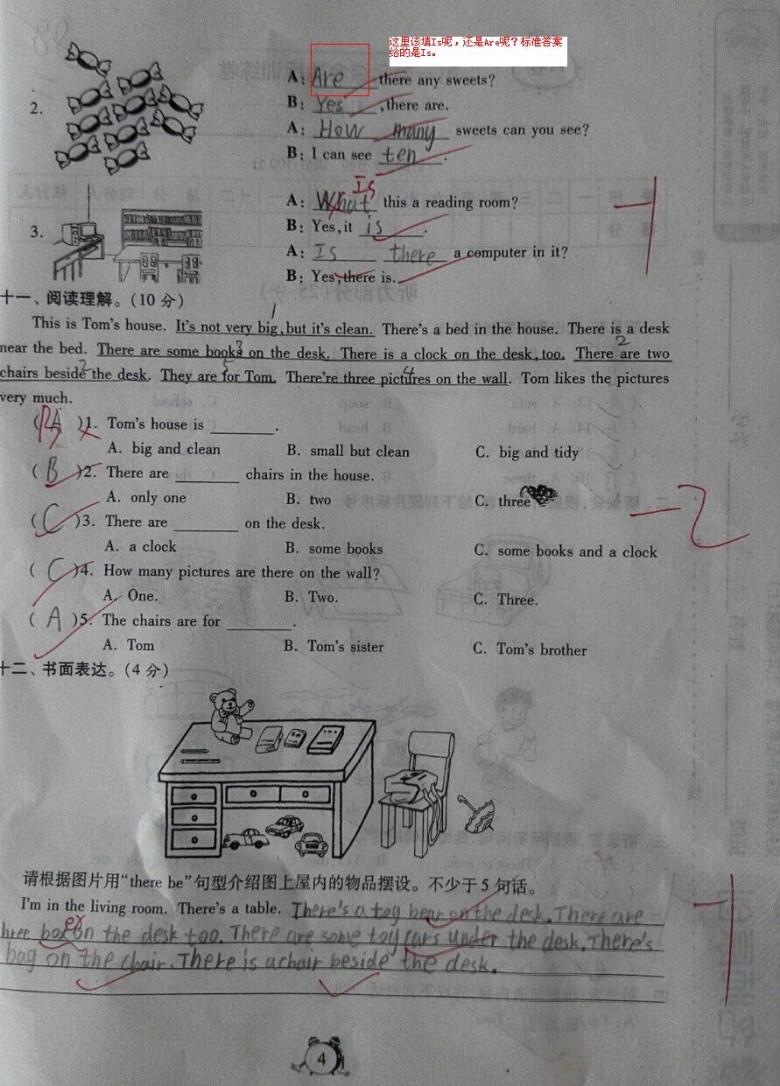 这里该填Is呢，还是Are呢？标准答案
给的是Is。
2.
A: Are there any sweets?
B: Yes, there are.
A: How many sweets can you see?
B: I can see ten.
Is
3.
A: What this a reading room?
B: Yes, it is.
A: Is there a computer in it?
B: Yes, there is.
-1
十一、阅读理解。(10 分)
This is Tom's house. It's not very big, but it's clean. There's a bed in the house. There is a desk
near the bed. There are some books on the desk. There is a clock on the desk, too. There are two
chairs beside the desk. They are for Tom. There're three pictures on the wall. Tom likes the pictures
very much.
( )1. Tom's house is ________.
A. big and clean B. small but clean C. big and tidy
( B )2. There are ________ chairs in the house.
A. only one B. two C. three
-2
( C )3. There are ________ on the desk.
A. a clock B. some books C. some books and a clock
( C )4. How many pictures are there on the wall?
A. One. B. Two. C. Three.
( A )5. The chairs are for ________.
A. Tom B. Tom's sister C. Tom's brother
十二、书面表达。(4 分)
请根据图片用“there be”句型介绍图上屋内的物品摆设。不少于 5 句话。
I'm in the living room. There's a table. There's a toy bear on the desk. There are
hree box on the desk too. There are some toy cars under the desk. There's
bag on the chair. There is a chair beside the desk.
-1
4